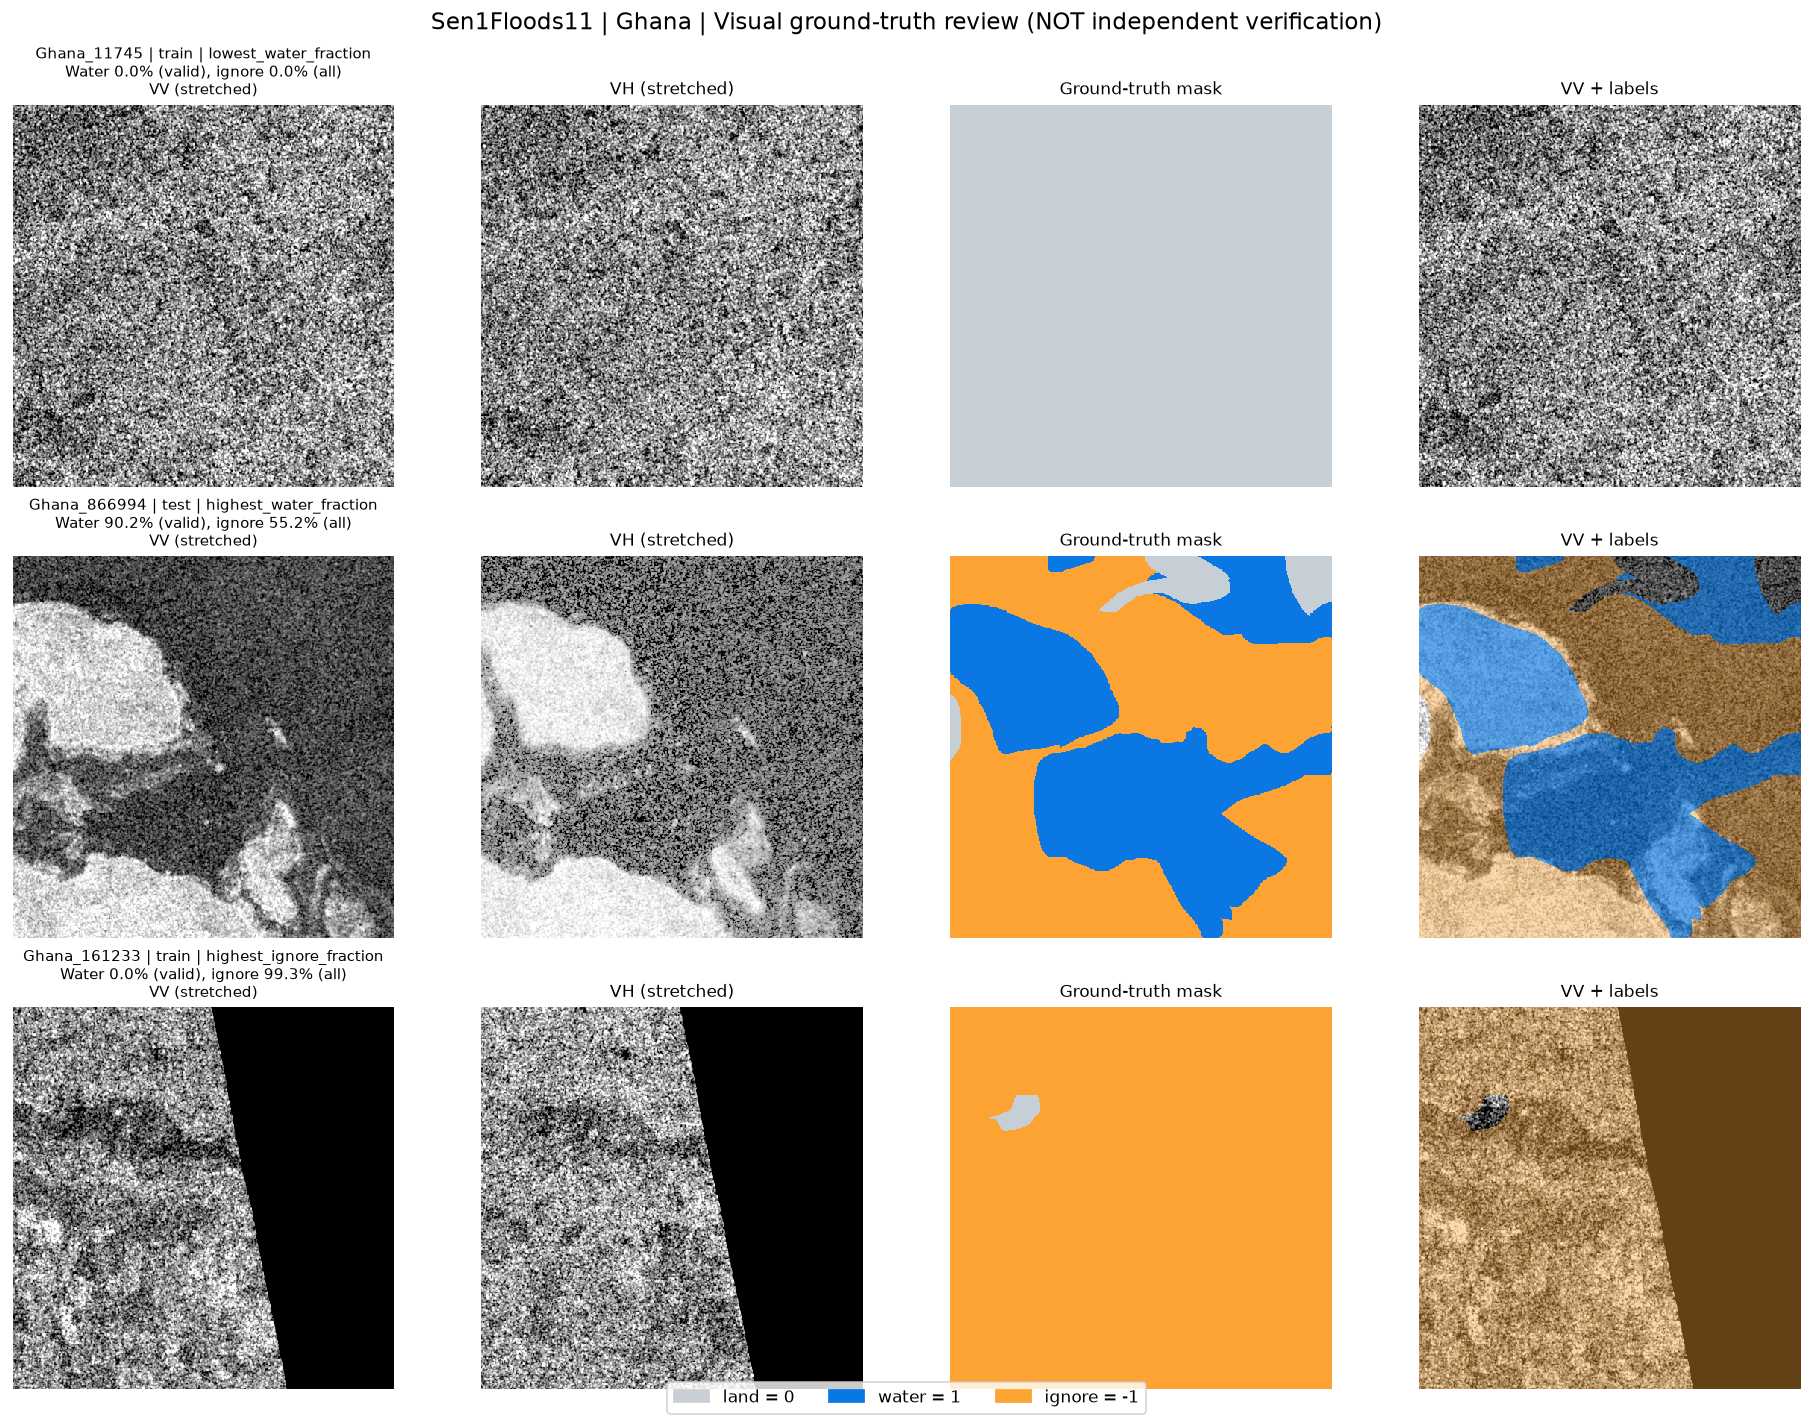 Sen1Floods11 | Ghana | Visual ground-truth review (NOT independent verification)
Ghana_11745 | train | lowest_water_fraction
Water 0.0% (valid), ignore 0.0% (all)
VV (stretched)
VH (stretched)
Ground-truth mask
VV + labels
Ghana_866994 | test | highest_water_fraction
Water 90.2% (valid), ignore 55.2% (all)
VV (stretched)
VH (stretched)
Ground-truth mask
VV + labels
Ghana_161233 | train | highest_ignore_fraction
Water 0.0% (valid), ignore 99.3% (all)
VV (stretched)
VH (stretched)
Ground-truth mask
VV + labels
land = 0
water = 1
ignore = -1